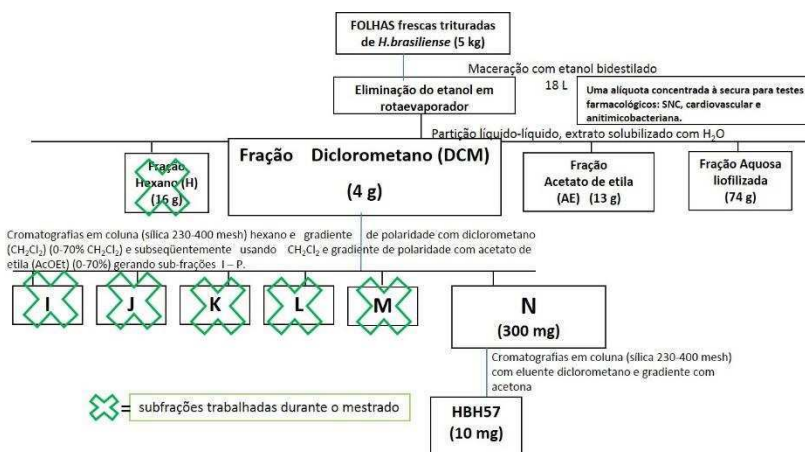 FOLHAS frescas trituradas
de H.brasiliense (5 kg)
Maceração com etanol bidestilado
18 L
Eliminação do etanol em
rotaevaporador
Uma alíquota concentrada à secura para testes
farmacológicos: SNC, cardiovascular e
anitimicobacteriana.
Partição líquido-líquido, extrato solubilizado com H2O
Fração
Hexano (H)
(16 g)
Fração Diclorometano (DCM)
(4 g)
Fração
Acetato de etila
(AE) (13 g)
Fração Aquosa
liofilizada
(74 g)
Cromatografias em coluna (sílica 230-400 mesh) hexano e gradiente de polaridade com diclorometano
(CH2Cl2) (0-70% CH2Cl2) e subseqüentemente usando CH2Cl2 e gradiente de polaridade com acetato de
etila (AcOEt) (0-70%) gerando sub-frações I – P.
I
J
K
L
M
N
(300 mg)
Cromatografias em coluna (sílica 230-400 mesh)
com eluente diclorometano e gradiente com
acetona
= subfrações trabalhadas durante o mestrado
HBH57
(10 mg)